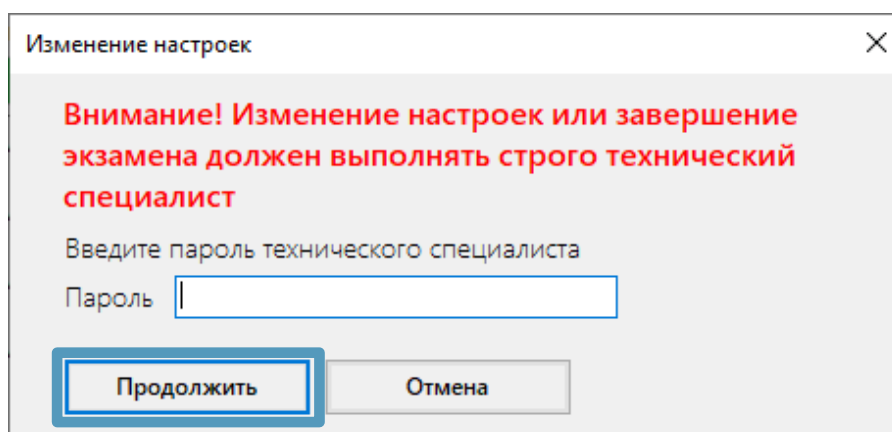 Изменение настроек
Внимание! Изменение настроек или завершение
экзамена должен выполнять строго технический
специалист
Введите пароль технического специалиста
Пароль
Продолжить Отмена